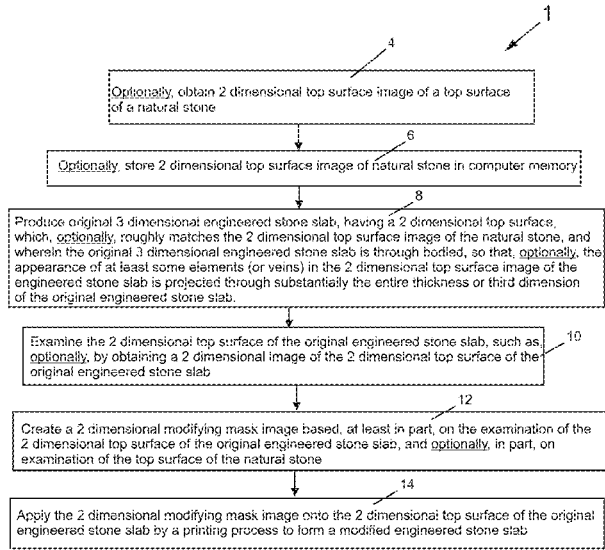 1
4
Optionally, obtain 2 dimensional top surface image of a top surface
of a natural stone
6
Optionally, store 2 dimensional top surface image of natural stone in computer memory
8
Produce original 3 dimensional engineered stone slab, having a 2 dimensional top surface,
which, optionally, roughly matches the 2 dimensional top surface image of the natural stone, and
wherein the original 3 dimensional engineered stone slab is through bodied, so that, optionally, the
appearance of at least some elements (or veins) in the 2 dimensional top surface image of the
engineered stone slab is projected through substantially the entire thickness or third dimension
of the original engineered stone slab.
10
Examine the 2 dimensional top surface of the original engineered stone slab, such as,
optionally, by obtaining a 2 dimensional image of the 2 dimensional top surface of the
original engineered stone slab
12
Create a 2 dimensional modifying mask image based, at least in part, on the examination of the
2 dimensional top surface of the original engineered stone slab, and optionally, in part, on
examination of the top surface of the natural stone
14
Apply the 2 dimensional modifying mask image onto the 2 dimensional top surface of the original
engineered stone slab by a printing process to form a modified engineered stone slab